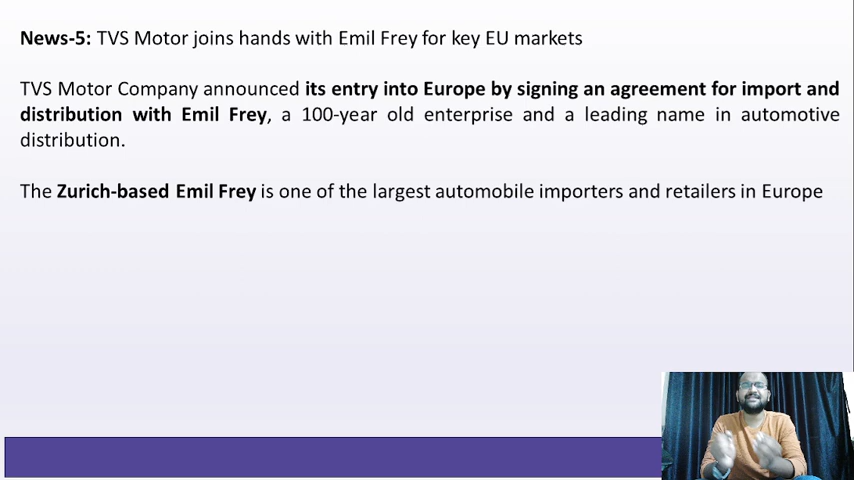 News-5: TVS Motor joins hands with Emil Frey for key EU markets
TVS Motor Company announced its entry into Europe by signing an agreement for import and
distribution with Emil Frey, a 100-year old enterprise and a leading name in automotive
distribution.
The Zurich-based Emil Frey is one of the largest automobile importers and retailers in Europe